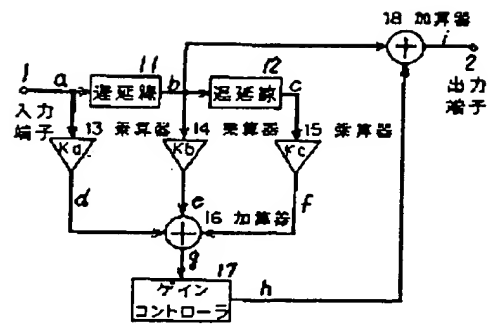 18 加算器
i
2
出力
端子
1
a
11
遅延線
b
12
遅延線
c
入力
端子
13 乗算器
Ka
14 乗算器
Kb
15 乗算器
Kc
d
e
f
16 加算器
g
17
ゲイン
コントローラ
h